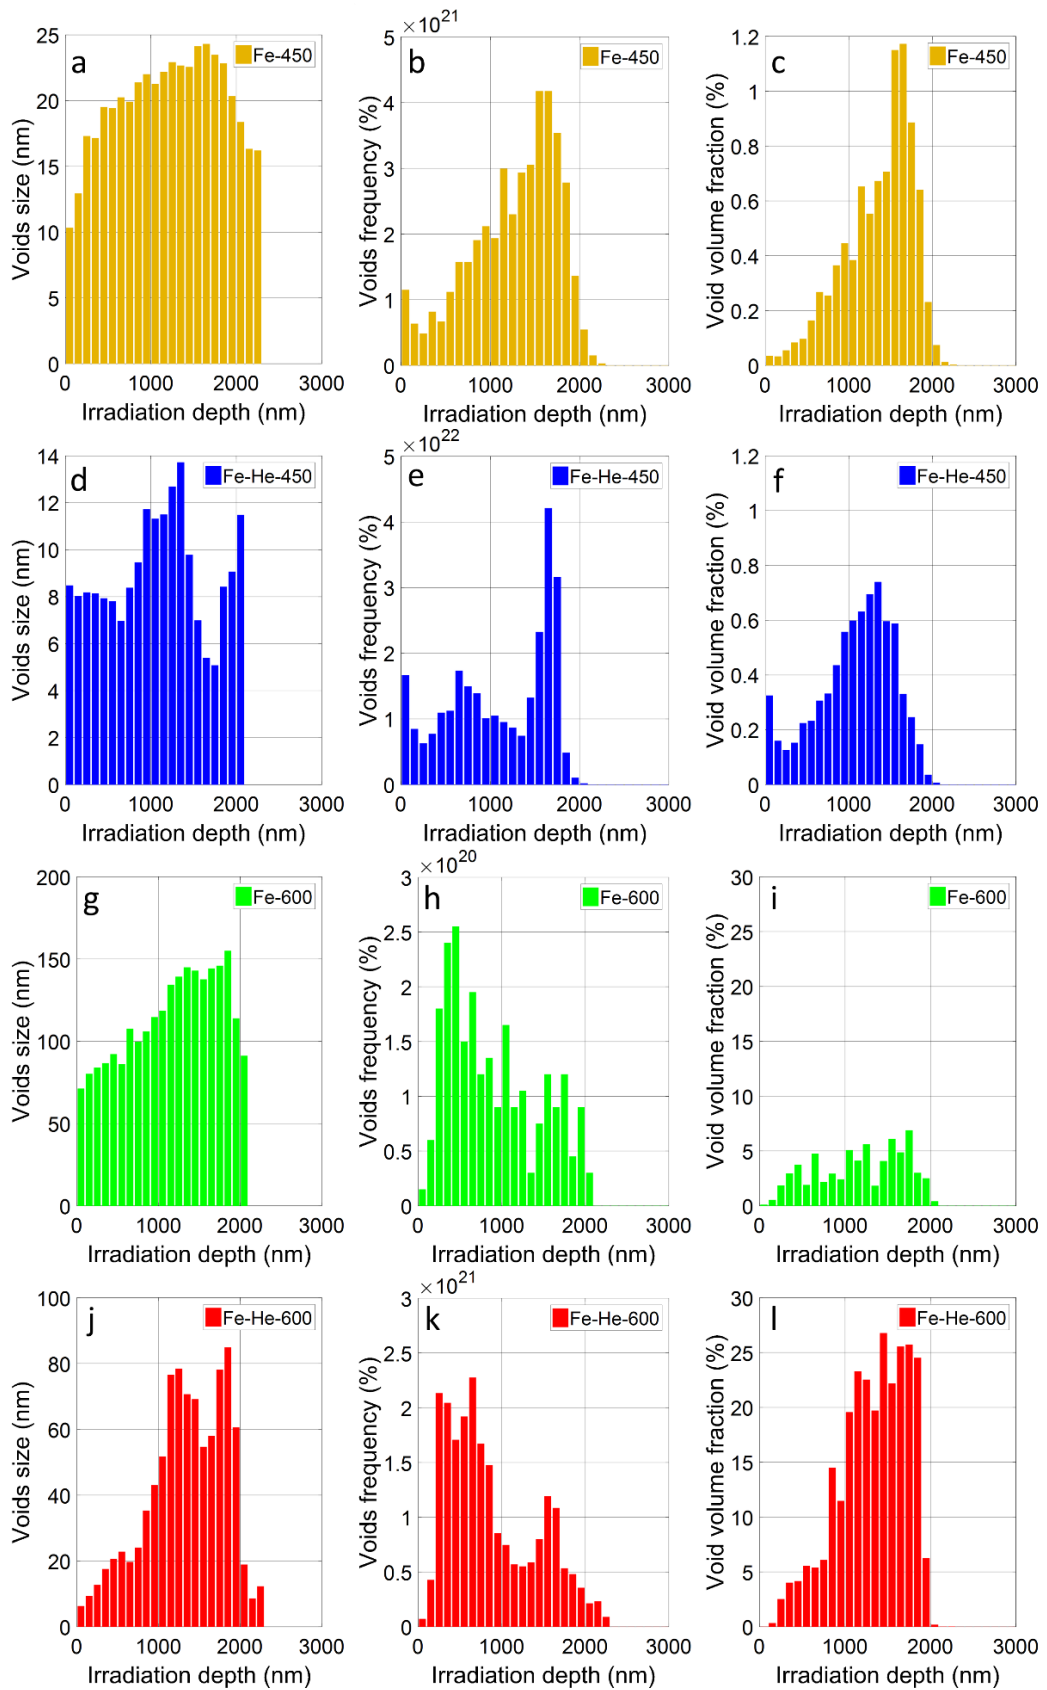 a
Fe-450
Voids size (nm)
25
20
15
10
5
0
0 1000 2000 3000
Irradiation depth (nm)
×10²¹
b
Fe-450
Voids frequency (%)
5
4
3
2
1
0
0 1000 2000 3000
Irradiation depth (nm)
c
Fe-450
Void volume fraction (%)
1.2
1
0.8
0.6
0.4
0.2
0
0 1000 2000 3000
Irradiation depth (nm)
d
Fe-He-450
Voids size (nm)
14
12
10
8
6
4
2
0
0 1000 2000 3000
Irradiation depth (nm)
×10²²
e
Fe-He-450
Voids frequency (%)
5
4
3
2
1
0
0 1000 2000 3000
Irradiation depth (nm)
f
Fe-He-450
Void volume fraction (%)
1.2
1
0.8
0.6
0.4
0.2
0
0 1000 2000 3000
Irradiation depth (nm)
g
Fe-600
Voids size (nm)
200
150
100
50
0
0 1000 2000 3000
Irradiation depth (nm)
×10²⁰
h
Fe-600
Voids frequency (%)
3
2.5
2
1.5
1
0.5
0
0 1000 2000 3000
Irradiation depth (nm)
i
Fe-600
Void volume fraction (%)
30
25
20
15
10
5
0
0 1000 2000 3000
Irradiation depth (nm)
j
Fe-He-600
Voids size (nm)
100
80
60
40
20
0
0 1000 2000 3000
Irradiation depth (nm)
×10²¹
k
Fe-He-600
Voids frequency (%)
3
2.5
2
1.5
1
0.5
0
0 1000 2000 3000
Irradiation depth (nm)
l
Fe-He-600
Void volume fraction (%)
30
25
20
15
10
5
0
0 1000 2000 3000
Irradiation depth (nm)